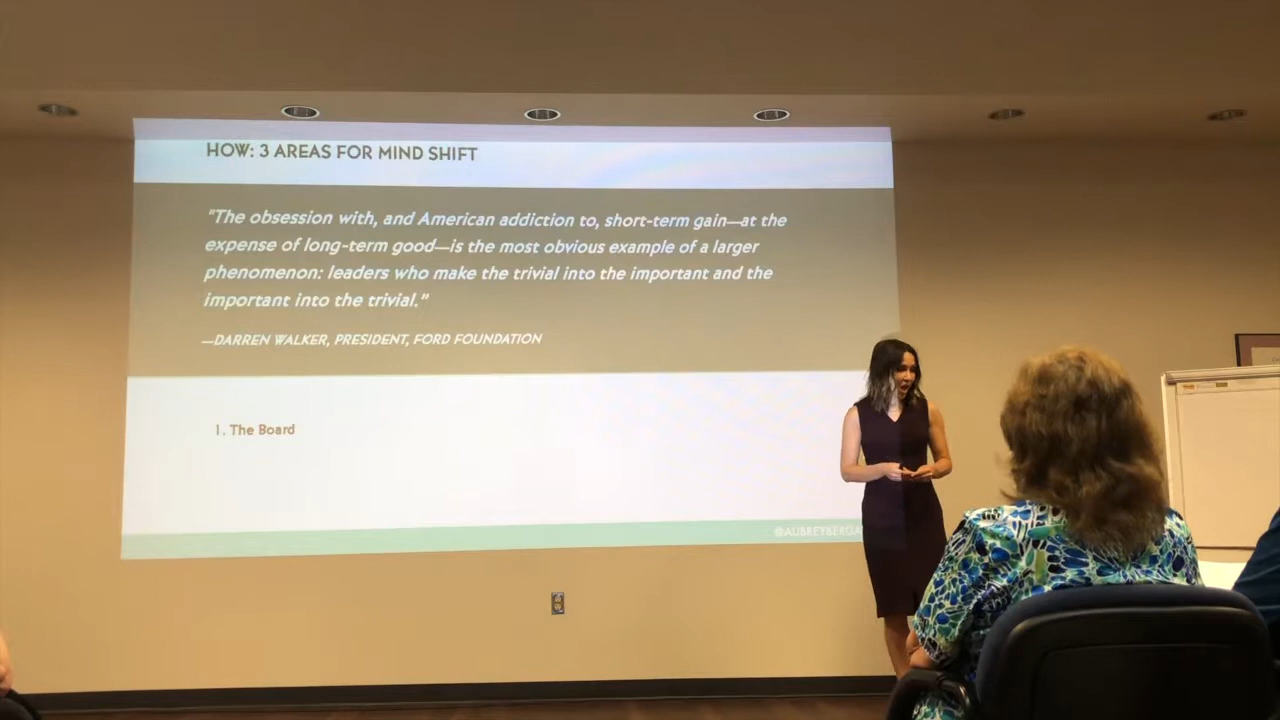 HOW: 3 AREAS FOR MIND SHIFT
"The obsession with, and American addiction to, short-term gain—at the
expense of long-term good—is the most obvious example of a larger
phenomenon: leaders who make the trivial into the important and the
important into the trivial."
—DARREN WALKER, PRESIDENT, FORD FOUNDATION
1. The Board